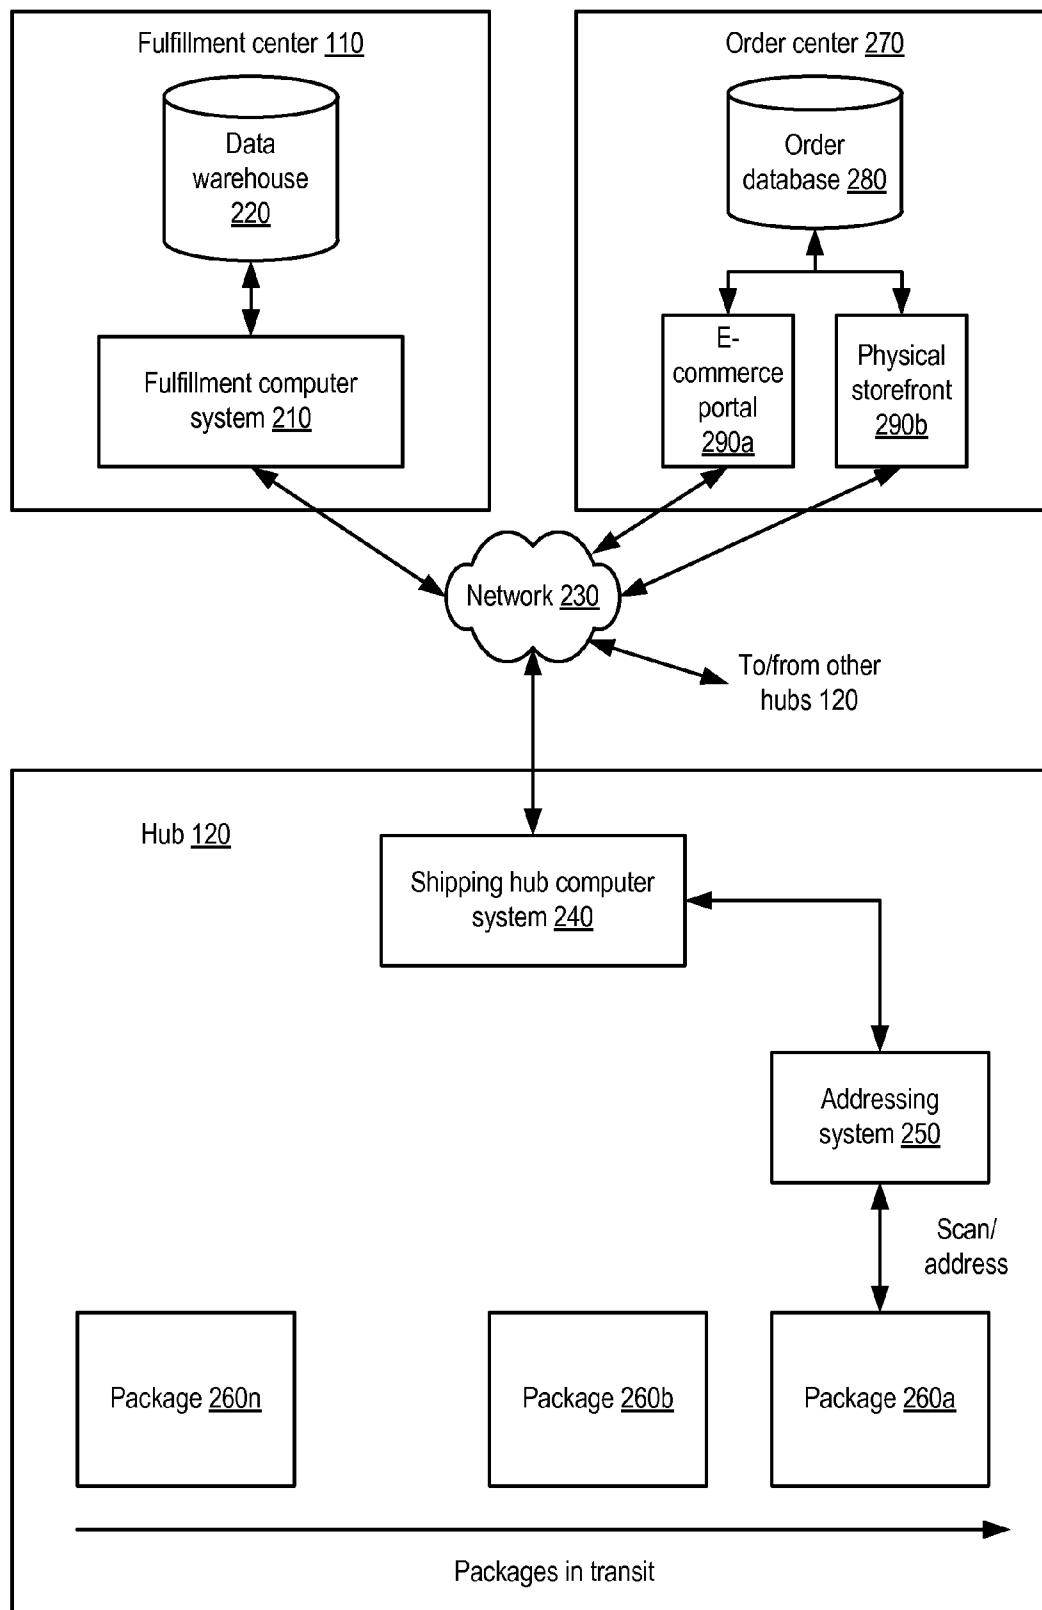 Fulfillment center 110
Data
warehouse
220
Fulfillment computer
system 210
Order center 270
Order
database 280
E-
commerce
portal
290a
Physical
storefront
290b
Network 230
To/from other
hubs 120
Hub 120
Shipping hub computer
system 240
Addressing
system 250
Scan/
address
Package 260n
Package 260b
Package 260a
Packages in transit